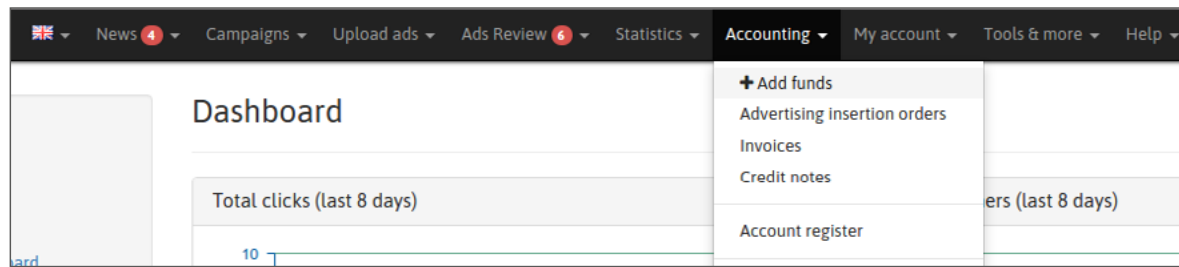 News 4 Campaigns Upload ads Ads Review 6 Statistics Accounting My account Tools & more Help
+ Add funds
Dashboard
Advertising insertion orders
Invoices
Credit notes
Total clicks (last 8 days)
ers (last 8 days)
Account register
10
ard